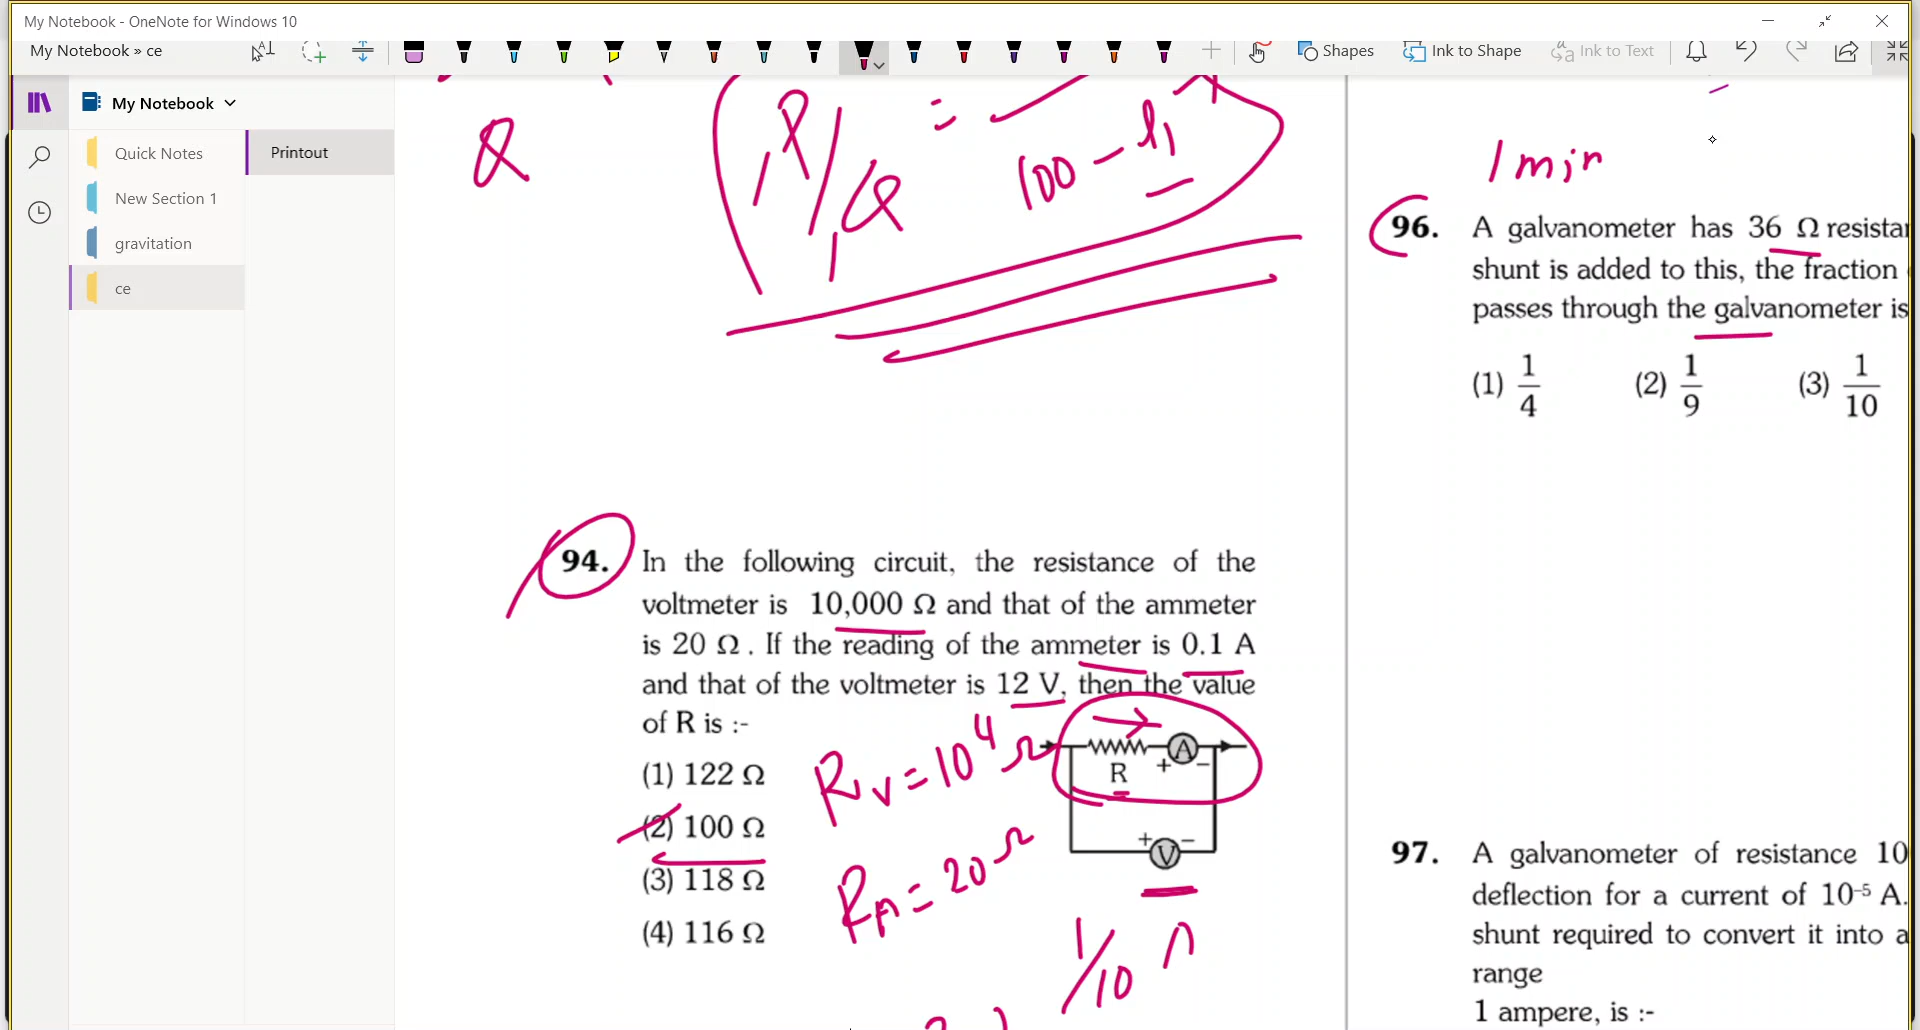 My Notebook - OneNote for Windows 10
My Notebook » ce
Shapes
Ink to Shape
Ink to Text
My Notebook
Quick Notes
New Section 1
gravitation
ce
Printout
Q
P/Q = 
100 - l₁
94. In the following circuit, the resistance of the
voltmeter is 10,000 Ω and that of the ammeter
is 20 Ω. If the reading of the ammeter is 0.1 A
and that of the voltmeter is 12 V, then the value
of R is :-
(1) 122 Ω
(2) 100 Ω
(3) 118 Ω
(4) 116 Ω
R_V = 10⁴ Ω
R_A = 20 Ω
1/10 A
R
A
+ -
+ -
V
1 min
96. A galvanometer has 36 Ω resista
shunt is added to this, the fraction
passes through the galvanometer is
(1) 1/4 (2) 1/9 (3) 1/10
97. A galvanometer of resistance 10
deflection for a current of 10⁻⁵ A.
shunt required to convert it into a
range
1 ampere, is :-